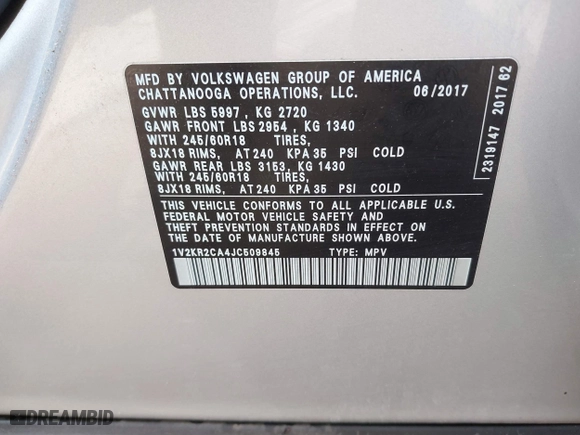 MFD BY VOLKSWAGEN GROUP OF AMERICA
CHATTANOOGA OPERATIONS, LLC. 06/2017
GVWR LBS 5997 , KG 2720
GAWR FRONT LBS 2954 , KG 1340
WITH 245/60R18 TIRES,
8JX18 RIMS, AT 240 KPA 35 PSI COLD
GAWR REAR LBS 3153, KG 1430
WITH 245/60R18 TIRES,
8JX18 RIMS, AT 240 KPA 35 PSI COLD
THIS VEHICLE CONFORMS TO ALL APPLICABLE U.S.
FEDERAL MOTOR VEHICLE SAFETY AND
THEFT PREVENTION STANDARDS IN EFFECT ON
THE DATE OF MANUFACTURE SHOWN ABOVE.
1V2KR2CA4JC509845 TYPE: MPV
2319147 2017 62
DREAMBID